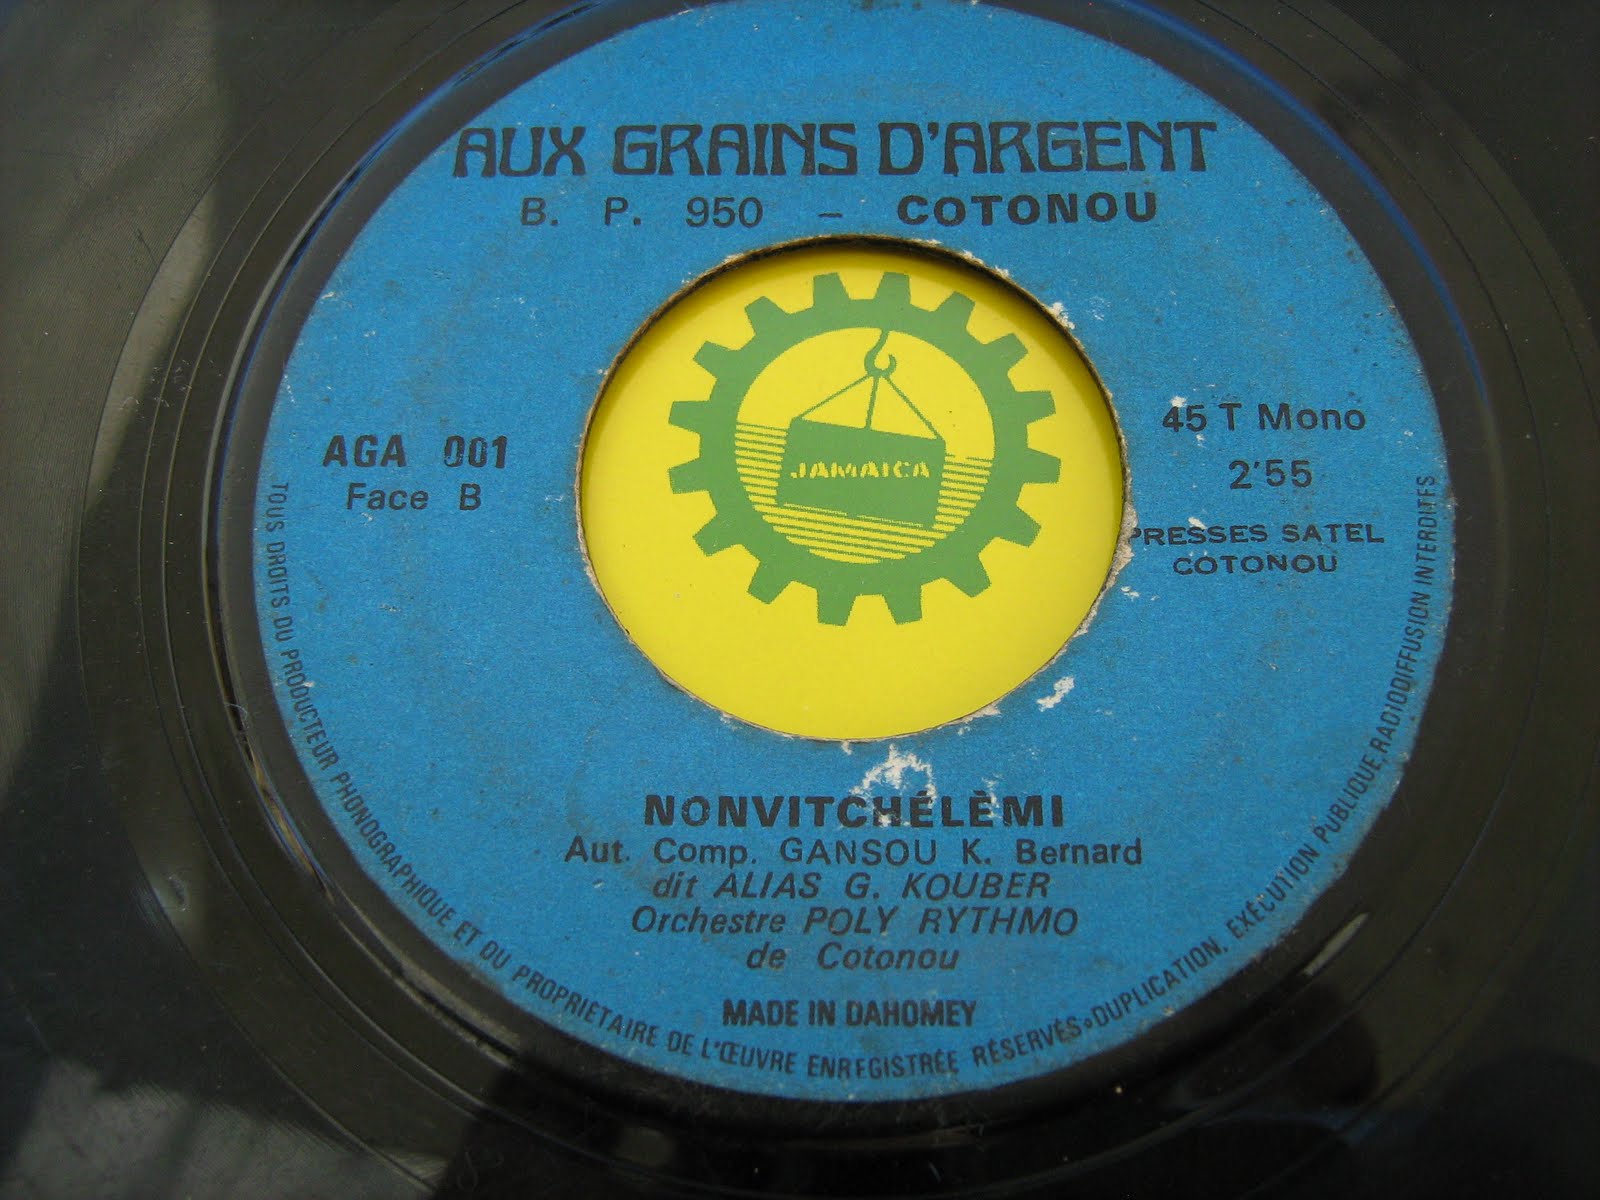 AUX GRAINS D'ARGENT
B. P. 950 – COTONOU
JAMAICA
AGA 001
Face B
45 T Mono
2'55
PRESSES SATEL
COTONOU
NONVITCHÉLÈMI
Aut. Comp. GANSOU K. Bernard
dit ALIAS G. KOUBER
Orchestre POLY RYTHMO
de Cotonou
MADE IN DAHOMEY
TOUS DROITS DU PRODUCTEUR PHONOGRAPHIQUE ET DU PROPRIÉTAIRE DE L'ŒUVRE ENREGISTRÉE RÉSERVÉS • DUPLICATION, EXÉCUTION PUBLIQUE, RADIODIFFUSION INTERDITES